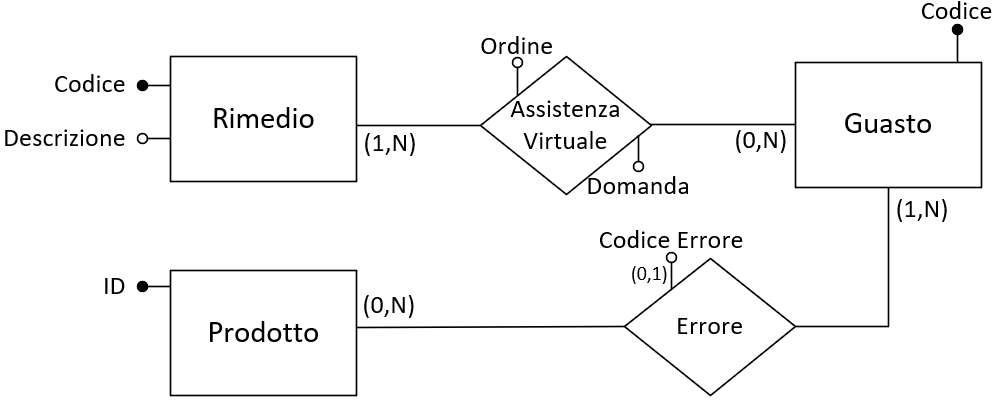 Codice
Ordine
Codice
Rimedio
Assistenza
Virtuale
Guasto
Descrizione
(1,N)
(0,N)
Domanda
(1,N)
Codice Errore
(0,1)
ID
(0,N)
Prodotto
Errore